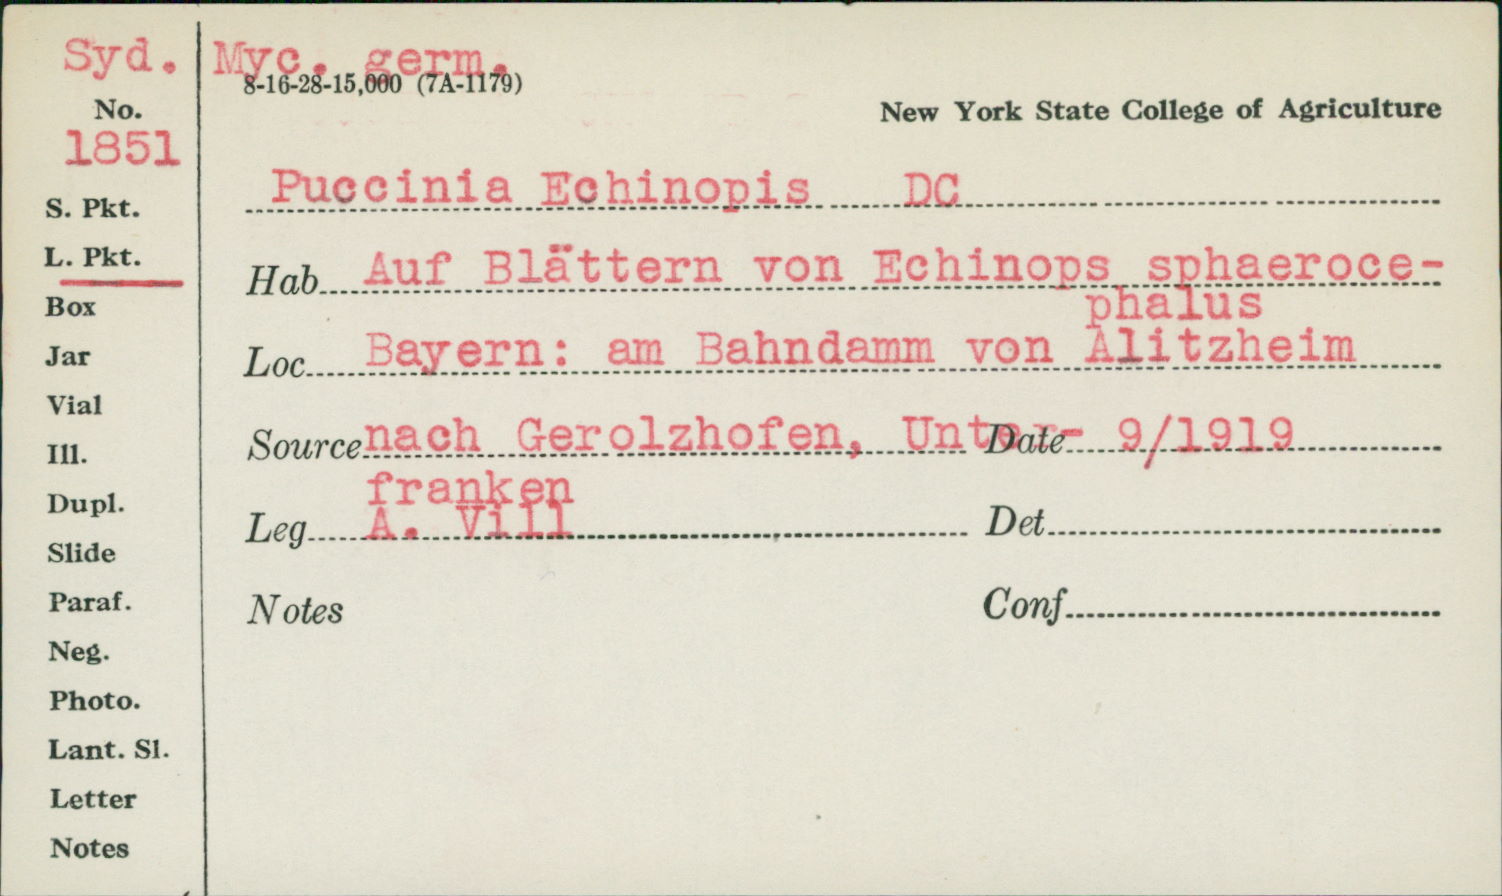 Syd. Myc. germ.
8-16-28-15,000 (7A-1179)
No.
New York State College of Agriculture
1851
Puccinia Echinopis DC
S. Pkt.
L. Pkt.
Hab. Auf Blättern von Echinops sphaeroce-
phalus
Box
Loc. Bayern: am Bahndamm von Alitzheim
Jar
Vial
Source nach Gerolzhofen, Unter- Date 9/1919
franken
Ill.
Dupl.
Leg. A. Vill Det.
Slide
Paraf.
Notes Conf.
Neg.
Photo.
Lant. Sl.
Letter
Notes